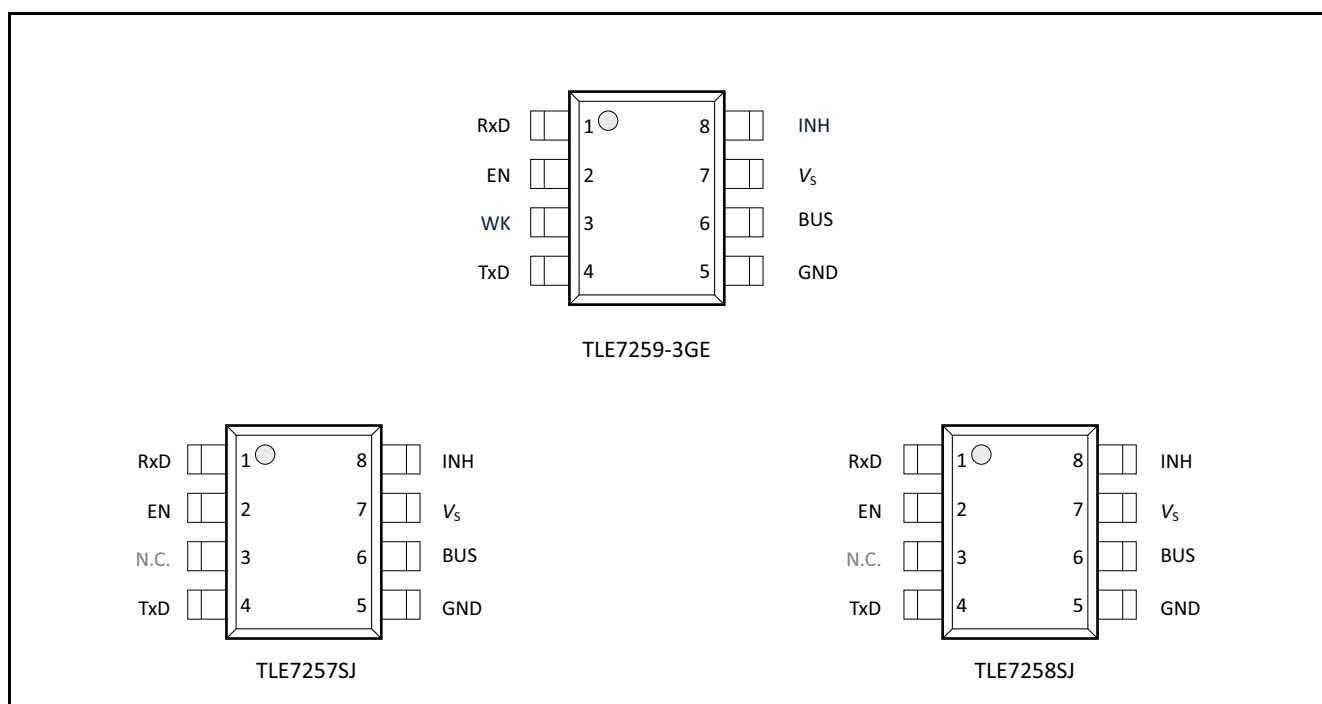 RxD 1 8 INH
EN 2 7 VS
WK 3 6 BUS
TxD 4 5 GND
TLE7259-3GE
RxD 1 8 INH
EN 2 7 VS
N.C. 3 6 BUS
TxD 4 5 GND
TLE7257SJ
RxD 1 8 INH
EN 2 7 VS
N.C. 3 6 BUS
TxD 4 5 GND
TLE7258SJ